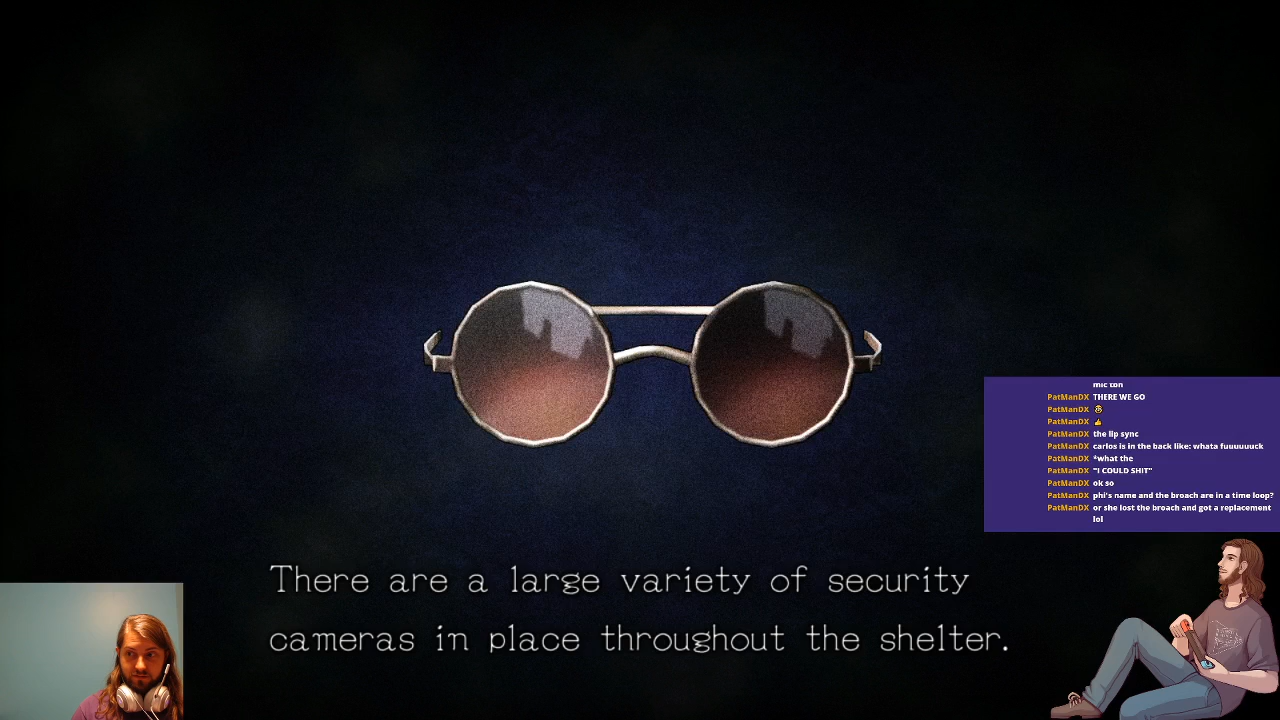 mic ton
PatManDX THERE WE GO
PatManDX
PatManDX
PatManDX the lip sync
PatManDX carlos is in the back like: whata fuuuuuuck
PatManDX *what the
PatManDX "I COULD SHIT"
PatManDX ok so
PatManDX phi's name and the broach are in a time loop?
PatManDX or she lost the broach and got a replacement
lol
There are a large variety of security
cameras in place throughout the shelter.